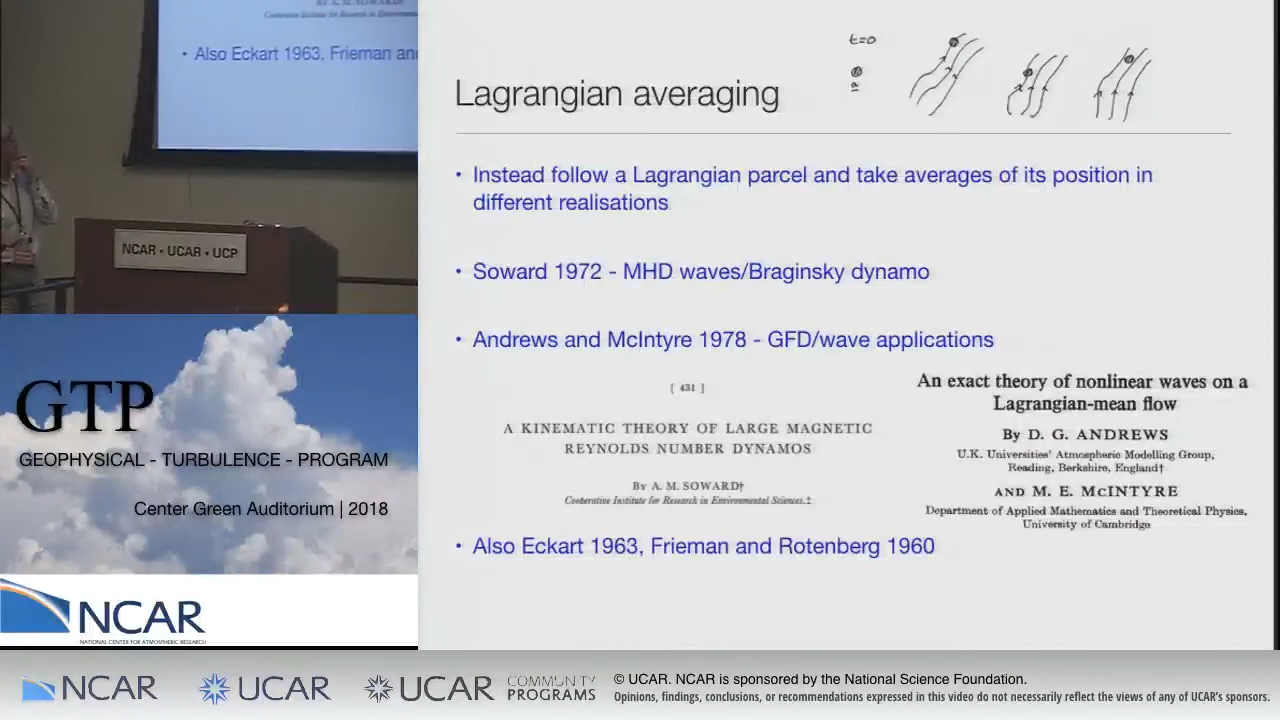 • Also Eckart 1963, Frieman an
NCAR • UCAR • UCP
GTP
GEOPHYSICAL - TURBULENCE - PROGRAM
Center Green Auditorium | 2018
NCAR
NATIONAL CENTER FOR ATMOSPHERIC RESEARCH
t=0
a
Lagrangian averaging
• Instead follow a Lagrangian parcel and take averages of its position in
different realisations
• Soward 1972 - MHD waves/Braginsky dynamo
• Andrews and McIntyre 1978 - GFD/wave applications
[ 431 ]
A KINEMATIC THEORY OF LARGE MAGNETIC
REYNOLDS NUMBER DYNAMOS
By A. M. SOWARD†
Cooperative Institute for Research in Environmental Sciences.‡
An exact theory of nonlinear waves on a
Lagrangian-mean flow
By D. G. ANDREWS
U.K. Universities' Atmospheric Modelling Group,
Reading, Berkshire, England†
AND M. E. McINTYRE
Department of Applied Mathematics and Theoretical Physics,
University of Cambridge
• Also Eckart 1963, Frieman and Rotenberg 1960
NCAR
UCAR
UCAR COMMUNITY
PROGRAMS
© UCAR. NCAR is sponsored by the National Science Foundation.
Opinions, findings, conclusions, or recommendations expressed in this video do not necessarily reflect the views of any of UCAR's sponsors.